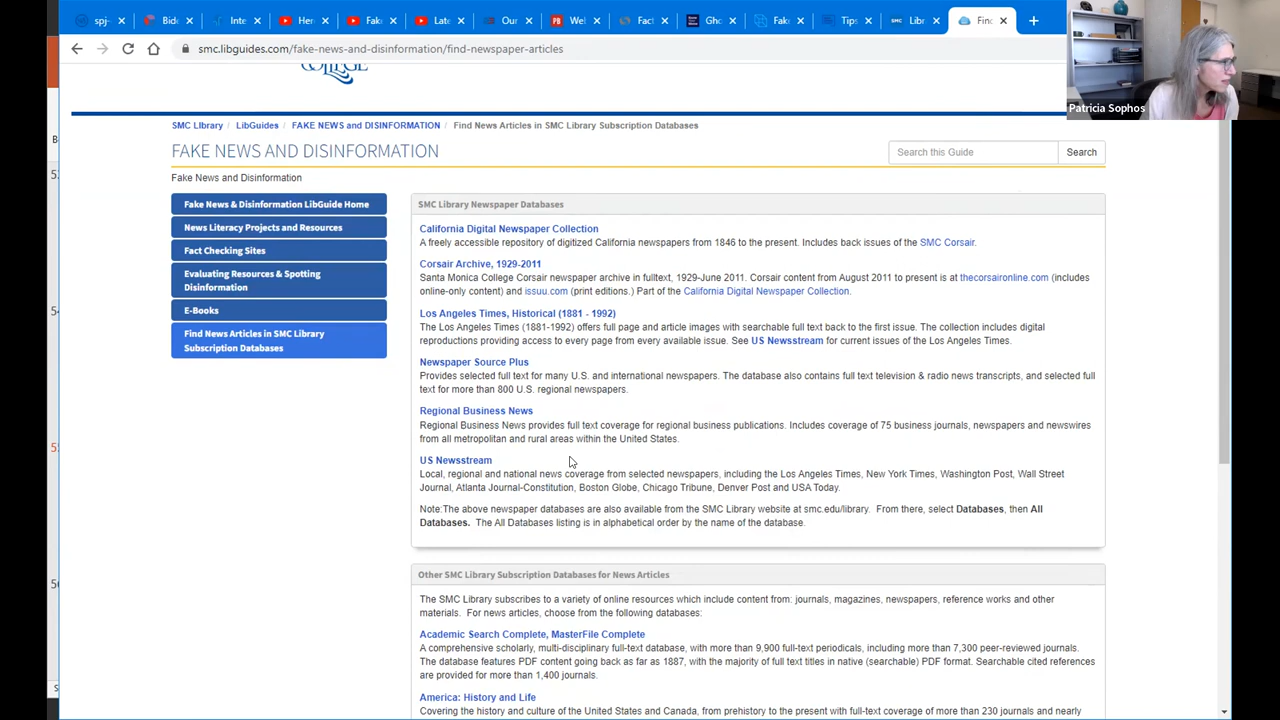 spj-
Bide
Inte
Her
Fak
Late
Our
PB Wel
Fact
Gho
Fak
Tips
SMC Libr
Fin
smc.libguides.com/fake-news-and-disinformation/find-newspaper-articles
Patricia Sophos
COLLEGE
SMC LIbrary LibGuides FAKE NEWS and DISINFORMATION Find News Articles in SMC Library Subscription Databases
FAKE NEWS AND DISINFORMATION
Search this Guide Search
Fake News and Disinformation
Fake News & Disinformation LibGuide Home
News Literacy Projects and Resources
Fact Checking Sites
Evaluating Resources & Spotting
Disinformation
E-Books
Find News Articles in SMC Library
Subscription Databases
SMC Library Newspaper Databases
California Digital Newspaper Collection
A freely accessible repository of digitized California newspapers from 1846 to the present. Includes back issues of the SMC Corsair.
Corsair Archive, 1929-2011
Santa Monica College Corsair newspaper archive in fulltext, 1929-June 2011. Corsair content from August 2011 to present is at thecorsaironline.com (includes
online-only content) and issuu.com (print editions.) Part of the California Digital Newspaper Collection.
Los Angeles Times, Historical (1881 - 1992)
The Los Angeles Times (1881-1992) offers full page and article images with searchable full text back to the first issue. The collection includes digital
reproductions providing access to every page from every available issue. See US Newsstream for current issues of the Los Angeles Times.
Newspaper Source Plus
Provides selected full text for many U.S. and international newspapers. The database also contains full text television & radio news transcripts, and selected full
text for more than 800 U.S. regional newspapers.
Regional Business News
Regional Business News provides full text coverage for regional business publications. Includes coverage of 75 business journals, newspapers and newswires
from all metropolitan and rural areas within the United States.
US Newsstream
Local, regional and national news coverage from selected newspapers, including the Los Angeles Times, New York Times, Washington Post, Wall Street
Journal, Atlanta Journal-Constitution, Boston Globe, Chicago Tribune, Denver Post and USA Today.
Note:The above newspaper databases are also available from the SMC Library website at smc.edu/library. From there, select Databases, then All
Databases. The All Databases listing is in alphabetical order by the name of the database.
Other SMC Library Subscription Databases for News Articles
The SMC Library subscribes to a variety of online resources which include content from: journals, magazines, newspapers, reference works and other
materials. For news articles, choose from the following databases:
Academic Search Complete, MasterFile Complete
A comprehensive scholarly, multi-disciplinary full-text database, with more than 9,900 full-text periodicals, including more than 7,300 peer-reviewed journals.
The database features PDF content going back as far as 1887, with the majority of full text titles in native (searchable) PDF format. Searchable cited references
are provided for more than 1,400 journals.
America: History and Life
Covering the history and culture of the United States and Canada, from prehistory to the present with full-text coverage of more than 230 journals and nearly